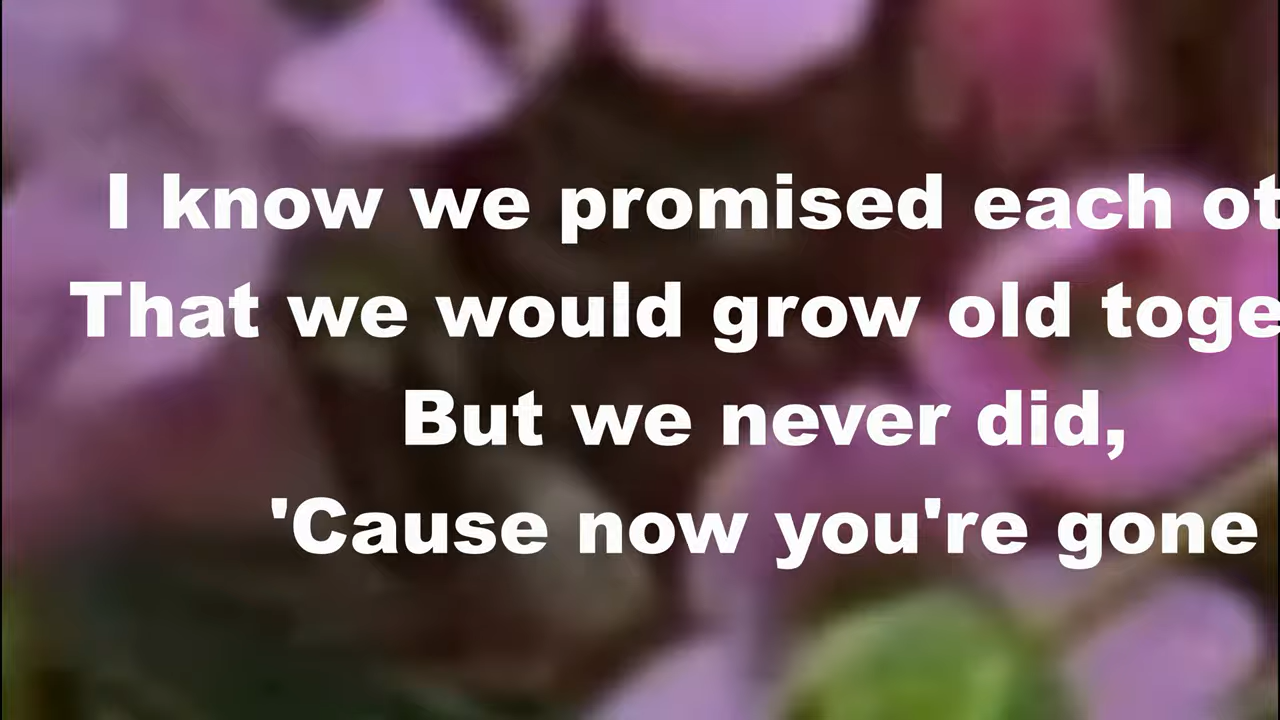 I know we promised each ot
That we would grow old toge
But we never did,
'Cause now you're gone